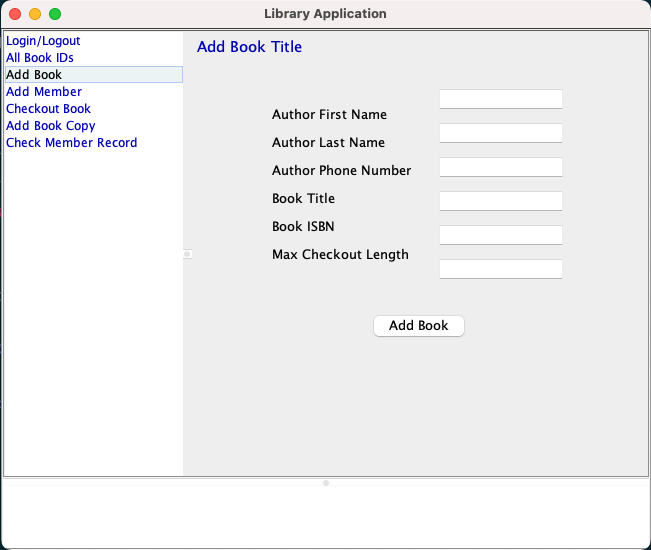 Library Application
Login/Logout
All Book IDs
Add Book
Add Member
Checkout Book
Add Book Copy
Check Member Record
Add Book Title
Author First Name
Author Last Name
Author Phone Number
Book Title
Book ISBN
Max Checkout Length
Add Book